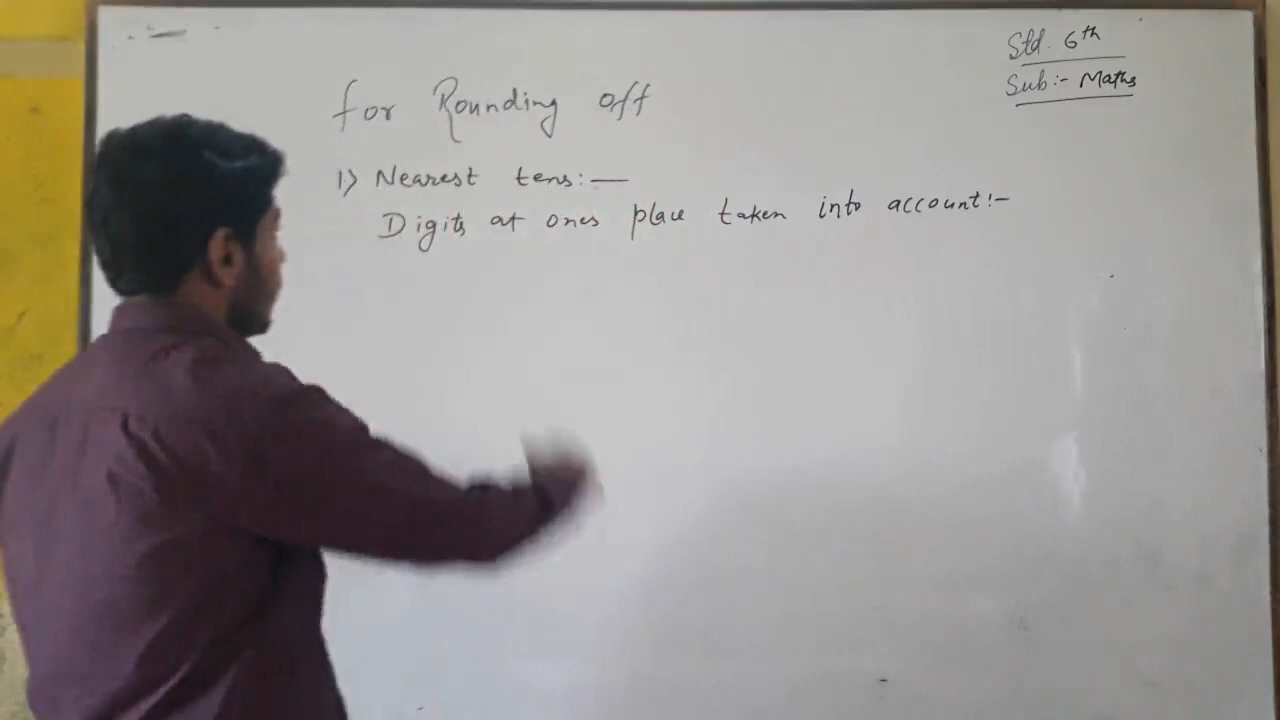 Std. 6th
Sub:- Maths
for Rounding off
1) Nearest tens:—
Digits at ones place taken into account:-